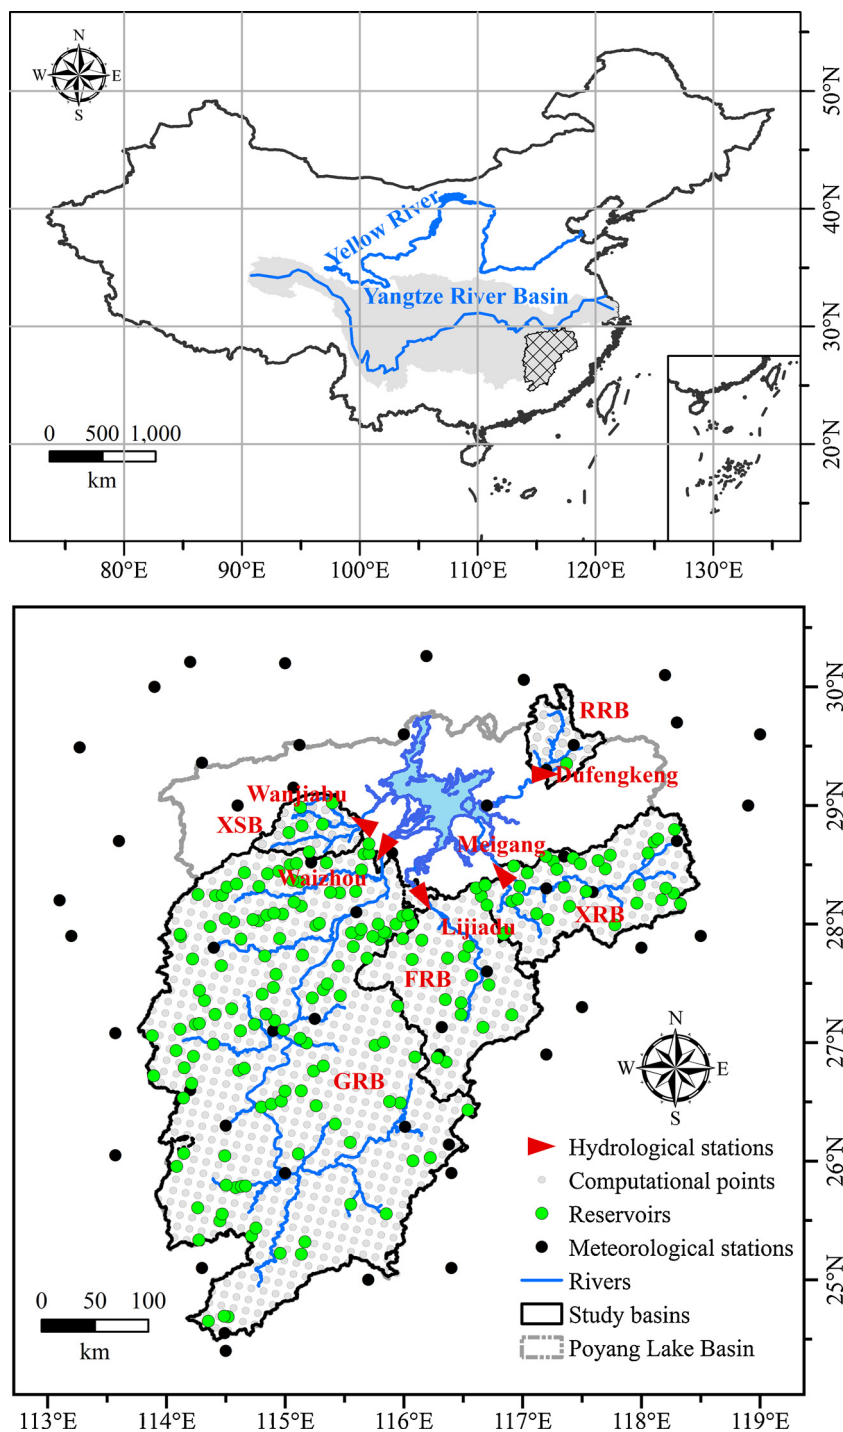 N
W E
S
50°N
40°N
30°N
20°N
Yellow River
Yangtze River Basin
0 500 1,000
km
80°E 90°E 100°E 110°E 120°E 130°E
30°N
29°N
28°N
27°N
26°N
25°N
RRB
Dufengkeng
Wanjiabu
XSB
Meigang
Waizhou
Lijiadu
XRB
FRB
GRB
N
W E
S
Hydrological stations
Computational points
Reservoirs
Meteorological stations
Rivers
Study basins
Poyang Lake Basin
0 50 100
km
113°E 114°E 115°E 116°E 117°E 118°E 119°E